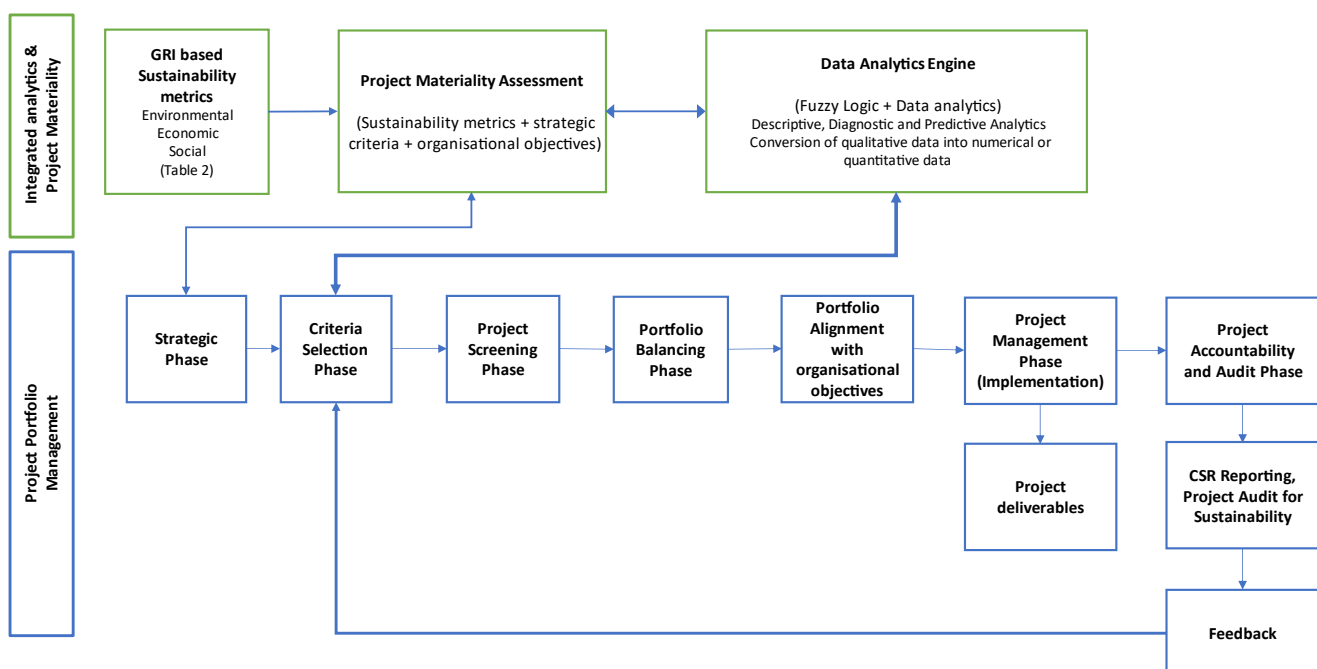 Integrated analytics &
Project Materiality
GRI based
Sustainability
metrics
Environmental
Economic
Social
(Table 2)
Project Materiality Assessment
(Sustainability metrics + strategic
criteria + organisational objectives)
Data Analytics Engine
(Fuzzy Logic + Data analytics)
Descriptive, Diagnostic and Predictive Analytics
Conversion of qualitative data into numerical or
quantitative data
Project Portfolio
Management
Strategic
Phase
Criteria
Selection
Phase
Project
Screening
Phase
Portfolio
Balancing
Phase
Portfolio
Alignment
with
organisational
objectives
Project
Management
Phase
(Implementation)
Project
Accountability
and Audit Phase
Project
deliverables
CSR Reporting,
Project Audit for
Sustainability
Feedback